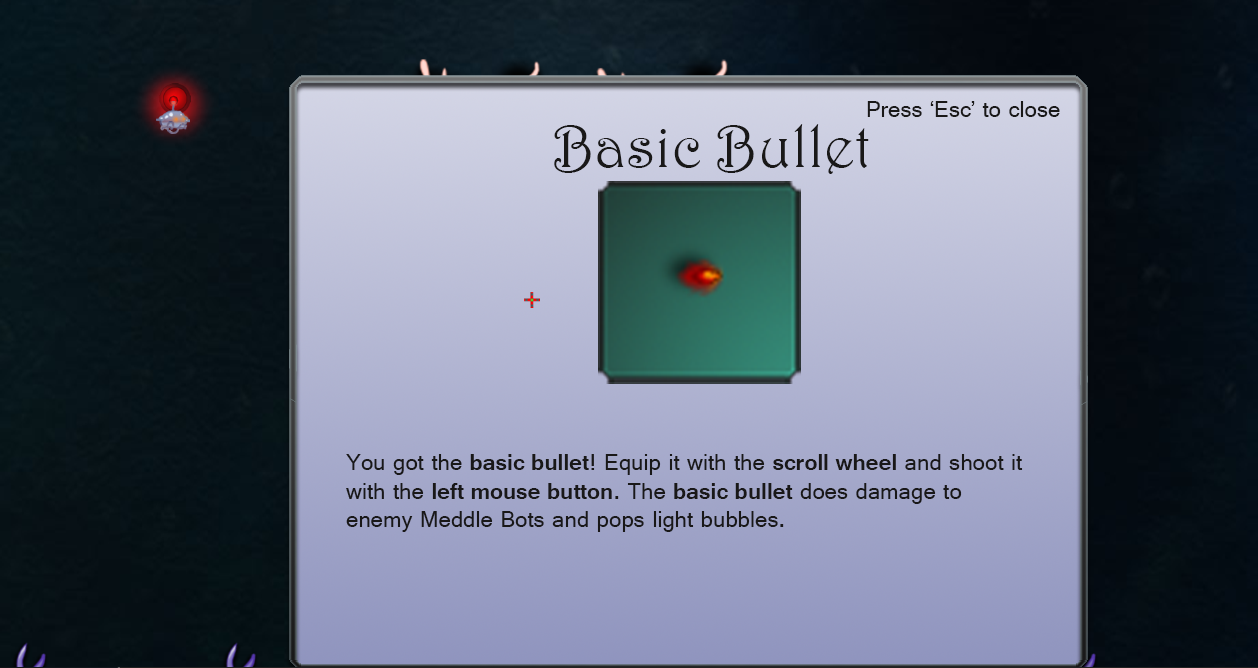 Press ‘Esc’ to close
Basic Bullet
You got the basic bullet! Equip it with the scroll wheel and shoot it
with the left mouse button. The basic bullet does damage to
enemy Meddle Bots and pops light bubbles.